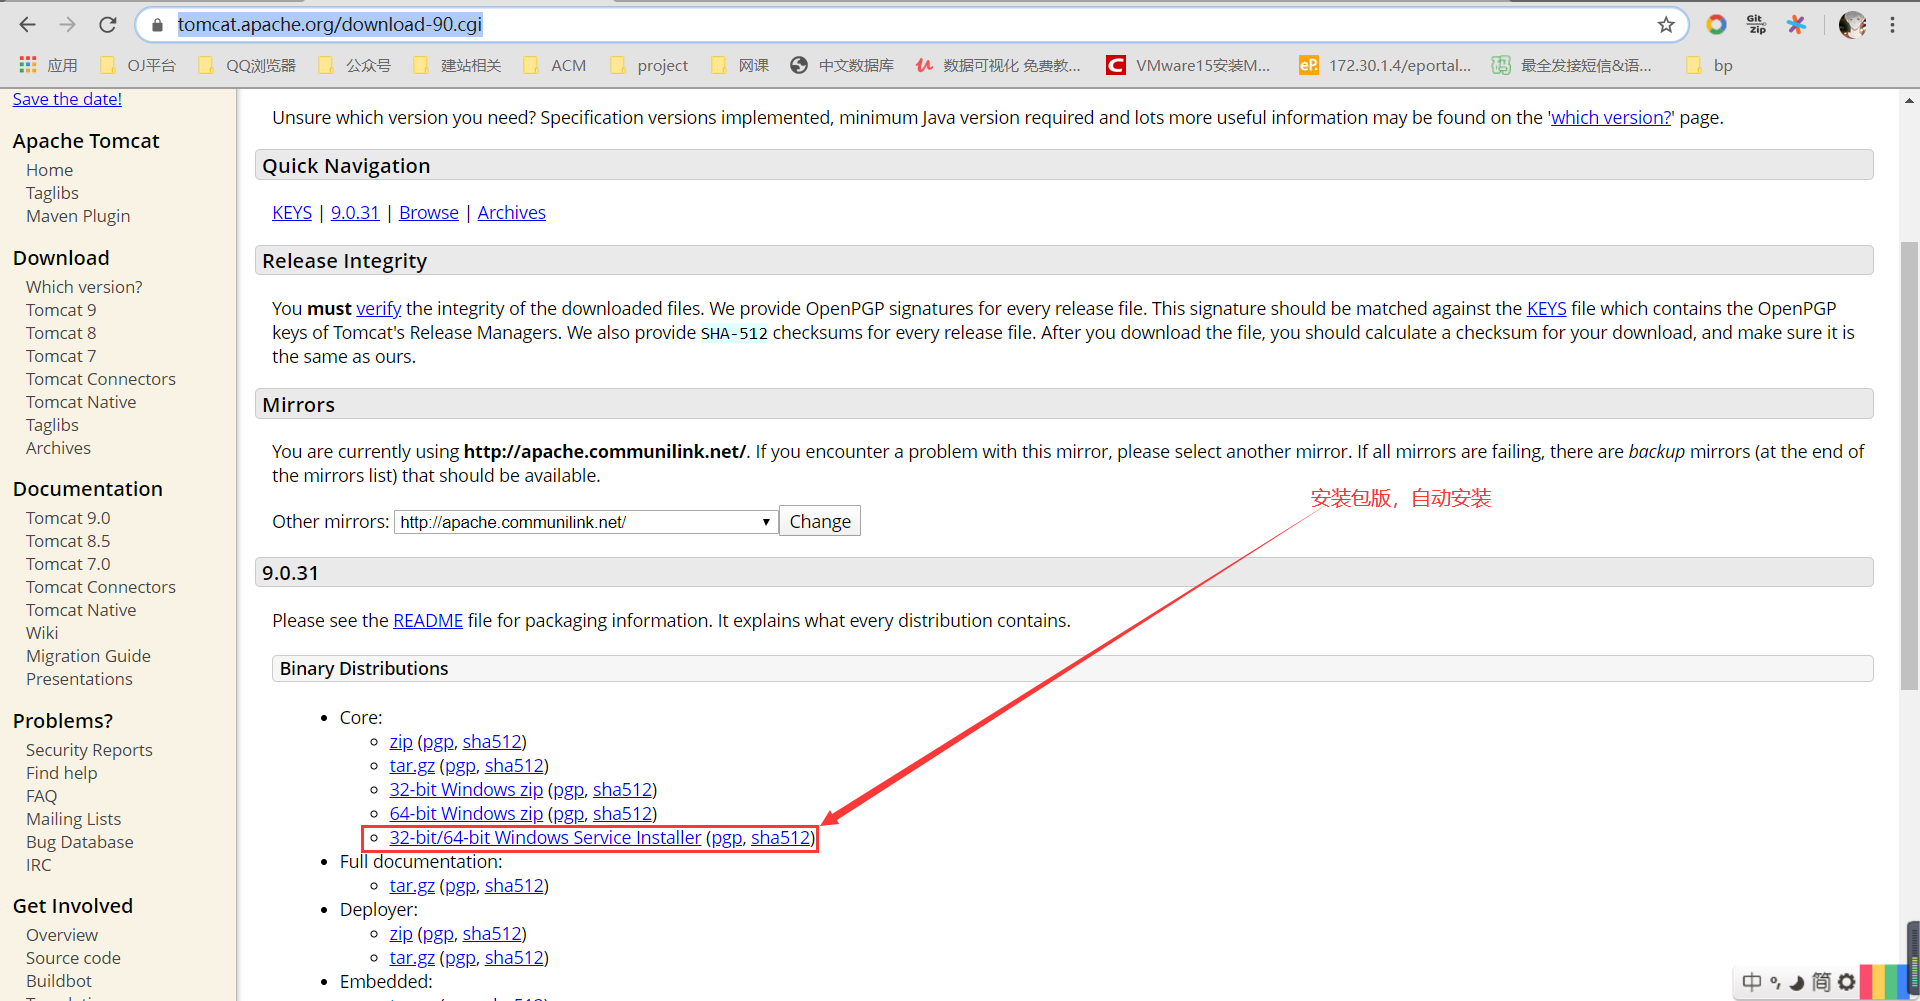 tomcat.apache.org/download-90.cgi
Git Zip
应用 OJ平台 QQ浏览器 公众号 建站相关 ACM project 网课 中文数据库 数据可视化 免费教... VMware15安装M... 172.30.1.4/eportal... 最全发接短信&语... bp
Save the date!
Apache Tomcat
Home
Taglibs
Maven Plugin
Download
Which version?
Tomcat 9
Tomcat 8
Tomcat 7
Tomcat Connectors
Tomcat Native
Taglibs
Archives
Documentation
Tomcat 9.0
Tomcat 8.5
Tomcat 7.0
Tomcat Connectors
Tomcat Native
Wiki
Migration Guide
Presentations
Problems?
Security Reports
Find help
FAQ
Mailing Lists
Bug Database
IRC
Get Involved
Overview
Source code
Buildbot
Unsure which version you need? Specification versions implemented, minimum Java version required and lots more useful information may be found on the 'which version?' page.
Quick Navigation
KEYS | 9.0.31 | Browse | Archives
Release Integrity
You must verify the integrity of the downloaded files. We provide OpenPGP signatures for every release file. This signature should be matched against the KEYS file which contains the OpenPGP
keys of Tomcat's Release Managers. We also provide SHA-512 checksums for every release file. After you download the file, you should calculate a checksum for your download, and make sure it is
the same as ours.
Mirrors
You are currently using http://apache.communilink.net/. If you encounter a problem with this mirror, please select another mirror. If all mirrors are failing, there are backup mirrors (at the end of
the mirrors list) that should be available.
安装包版，自动安装
Other mirrors: http://apache.communilink.net/ Change
9.0.31
Please see the README file for packaging information. It explains what every distribution contains.
Binary Distributions
Core:
zip (pgp, sha512)
tar.gz (pgp, sha512)
32-bit Windows zip (pgp, sha512)
64-bit Windows zip (pgp, sha512)
32-bit/64-bit Windows Service Installer (pgp, sha512)
Full documentation:
tar.gz (pgp, sha512)
Deployer:
zip (pgp, sha512)
tar.gz (pgp, sha512)
Embedded:
中 简